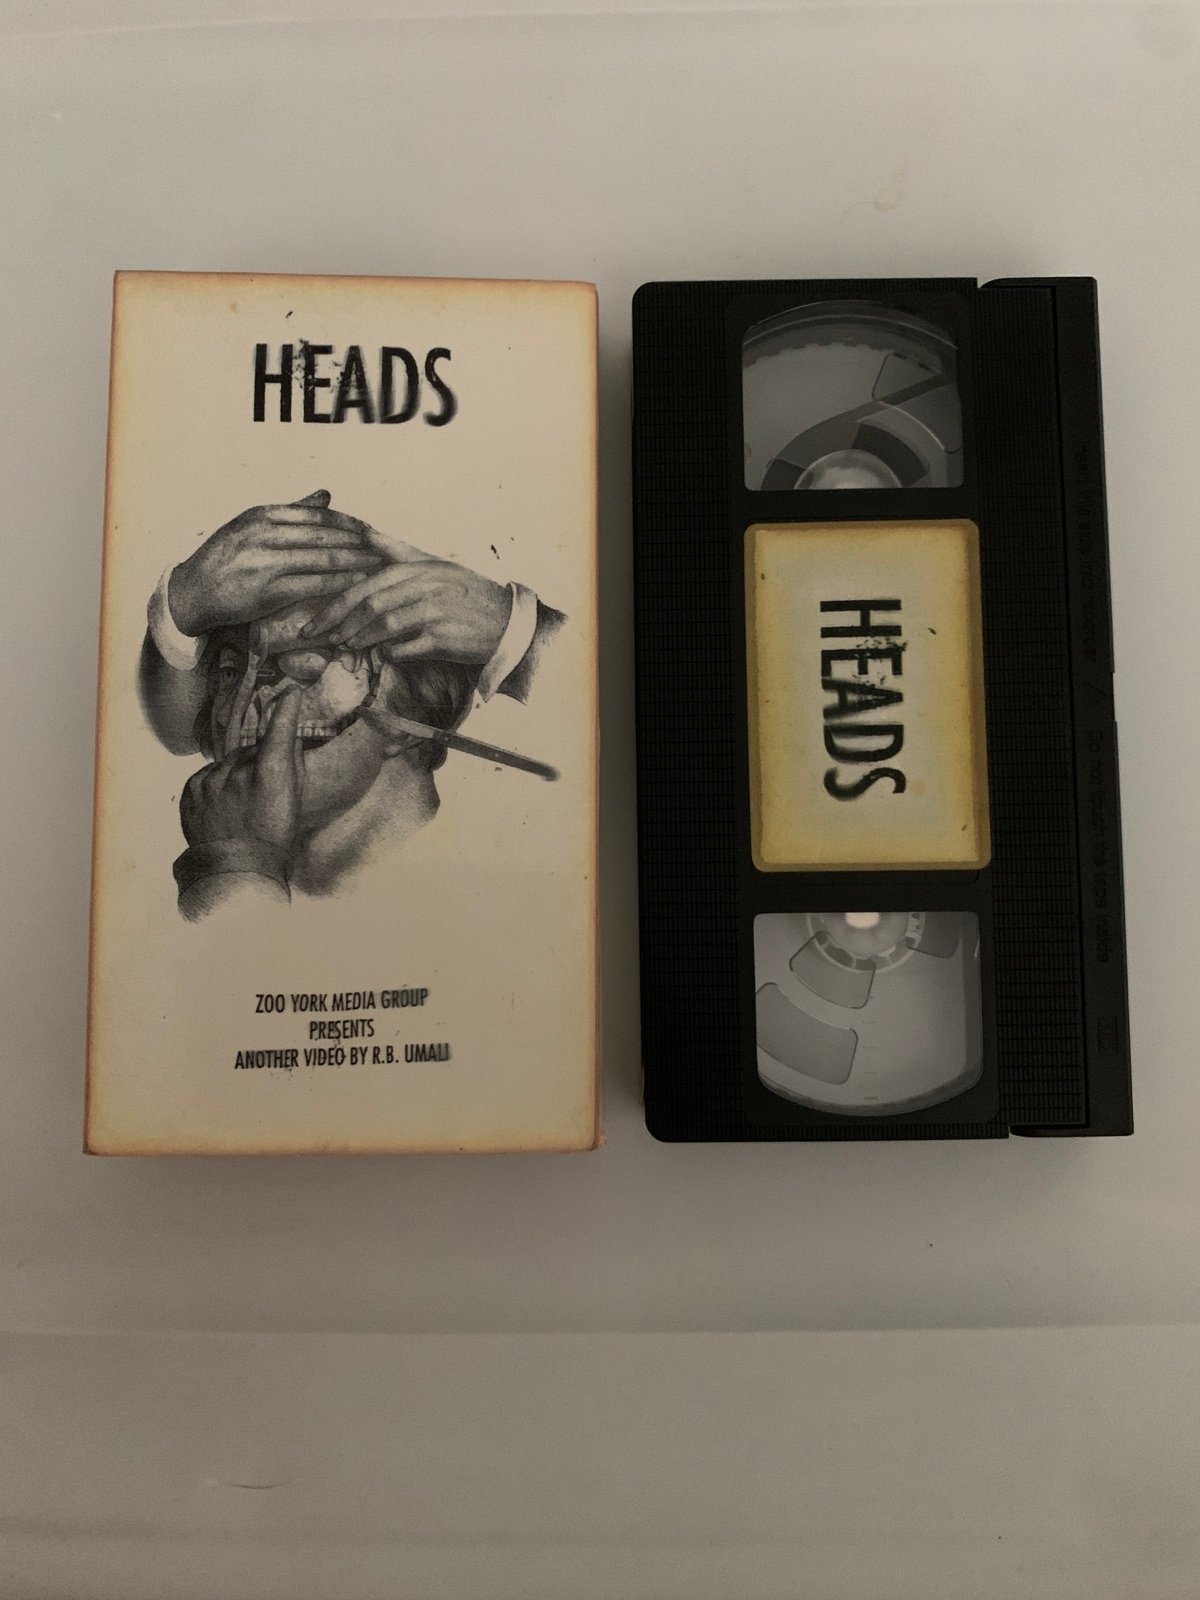 HEADS
ZOO YORK MEDIA GROUP
PRESENTS
ANOTHER VIDEO BY R.B. UMALI
HEADS